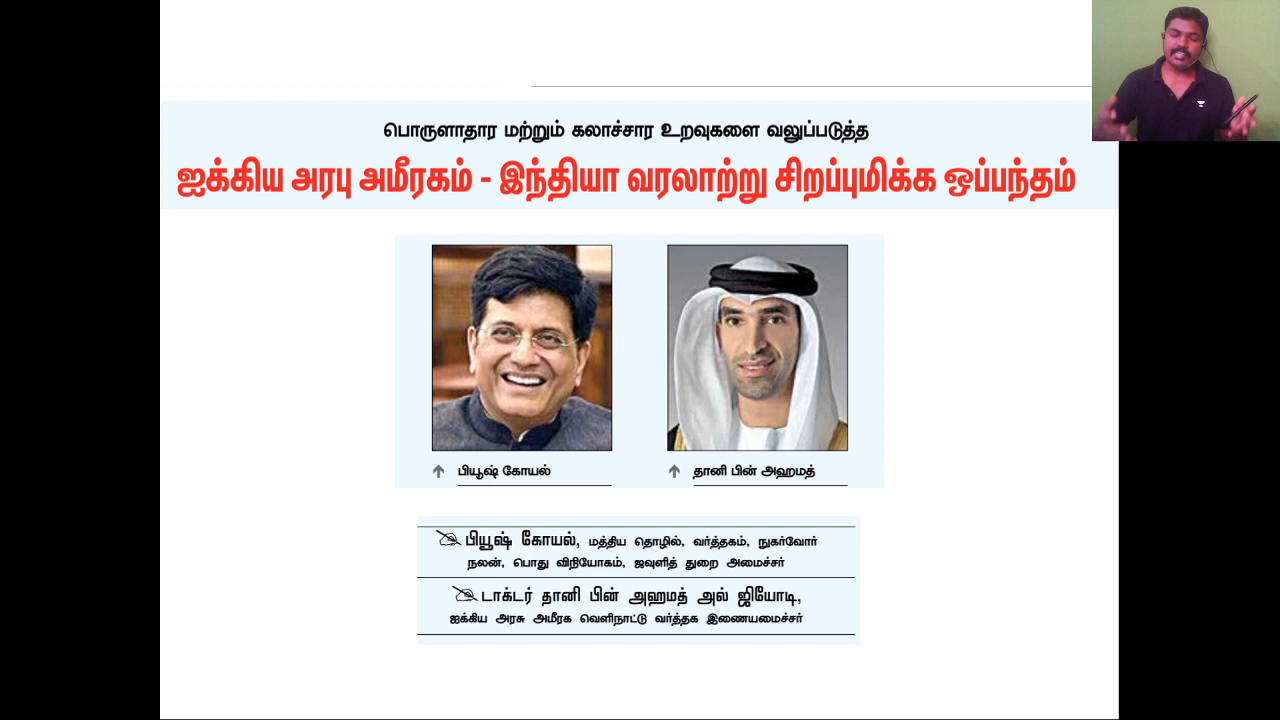 பொருளாதார மற்றும் கலாச்சார உறவுகளை வலுப்படுத்த
ஐக்கிய அரபு அமீரகம் - இந்தியா வரலாற்று சிறப்புமிக்க ஒப்பந்தம்
பியூஷ் கோயல்
தானி பின் அஹமத்
பியூஷ் கோயல், மத்திய தொழில், வர்த்தகம், நுகர்வோர்
நலன், பொது விநியோகம், ஜவுளித் துறை அமைச்சர்
டாக்டர் தானி பின் அஹமத் அல் ஜியோடி,
ஐக்கிய அரசு அமீரக வெளிநாட்டு வர்த்தக இணையமைச்சர்